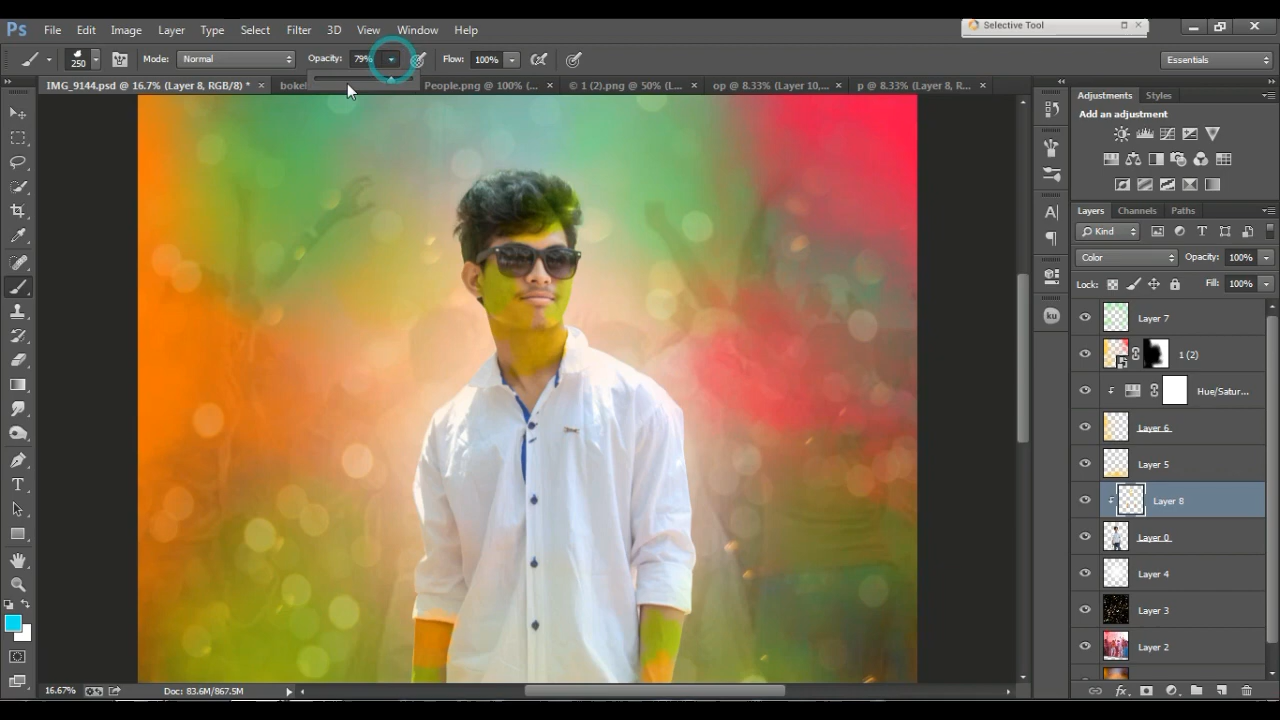 Ps File Edit Image Layer Type Select Filter 3D View Window Help
Selective Tool
250 Mode: Normal Opacity: 79% Flow: 100% Essentials
IMG_9144.psd @ 16.7% (Layer 8, RGB/8) * × People.png @ 100% (... × © 1 (2).png @ 50% (L... × op @ 8.33% (Layer 10,... × p @ 8.33% (Layer 8, R... ×
Adjustments Styles
Add an adjustment
Layers Channels Paths
Kind
Color Opacity: 100%
Lock: Fill: 100%
Layer 7
1 (2)
Hue/Satur...
Layer 6
Layer 5
Layer 8
Layer 0
Layer 4
Layer 3
Layer 2
A
ku
T
16.67% Doc: 83.6M/867.5M